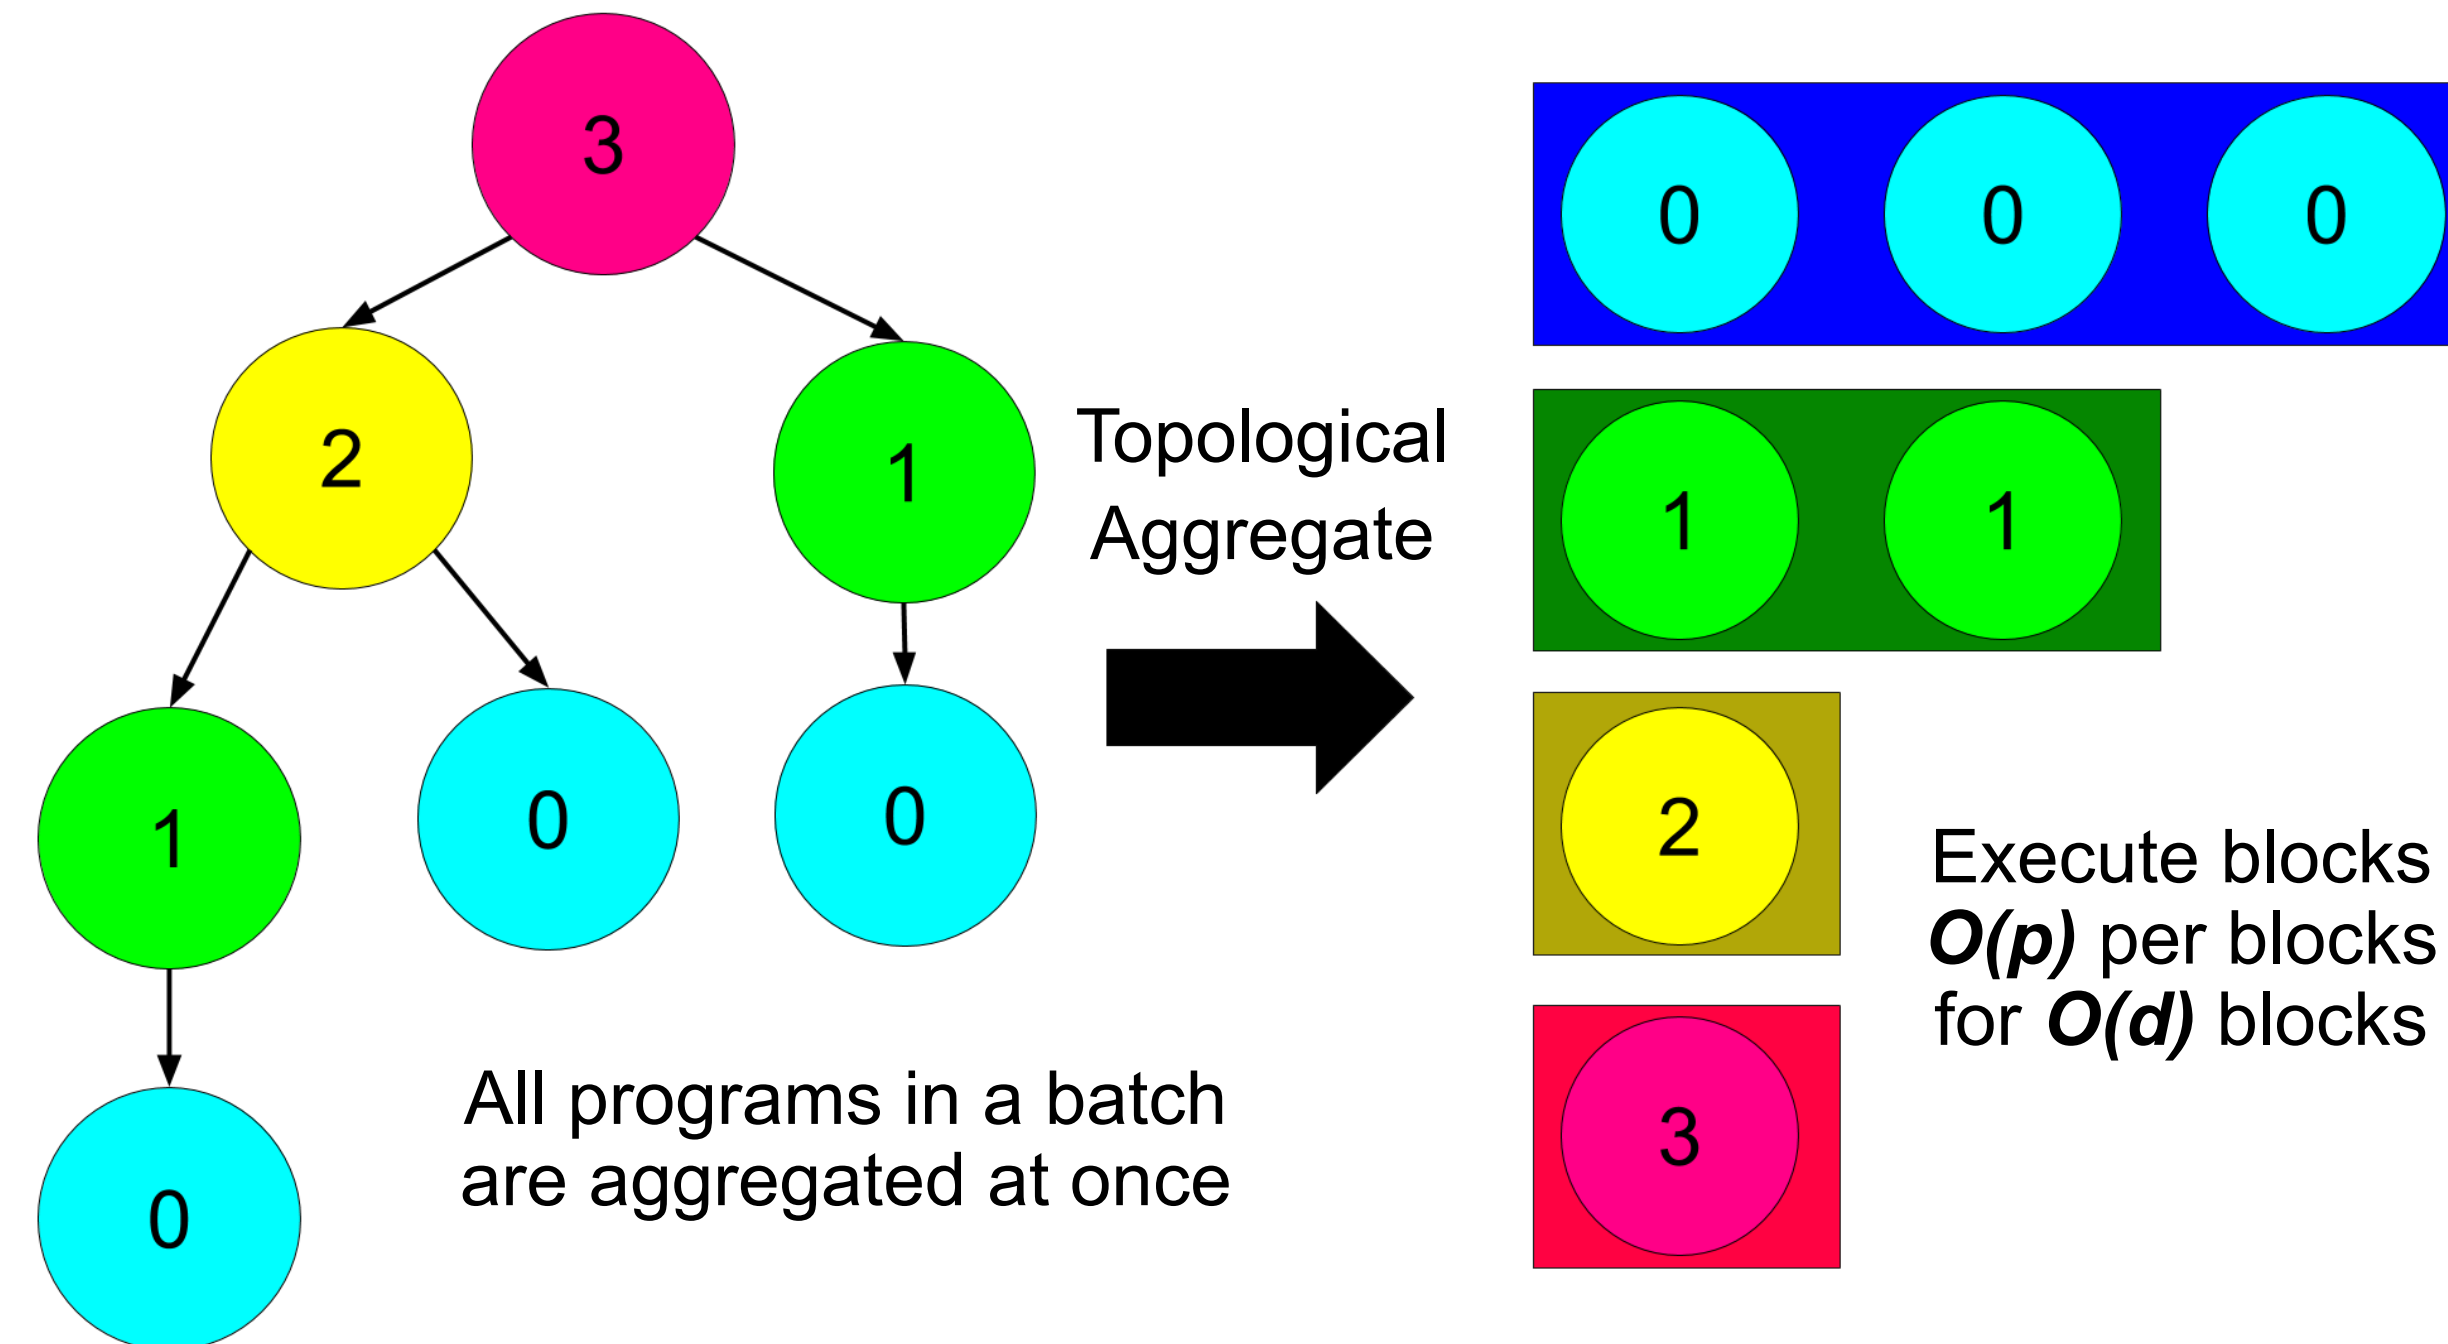 3
2
1
1
0
0
0
Topological
Aggregate
All programs in a batch
are aggregated at once
0 0 0
1 1
2
3
Execute blocks
O(p) per blocks
for O(d) blocks